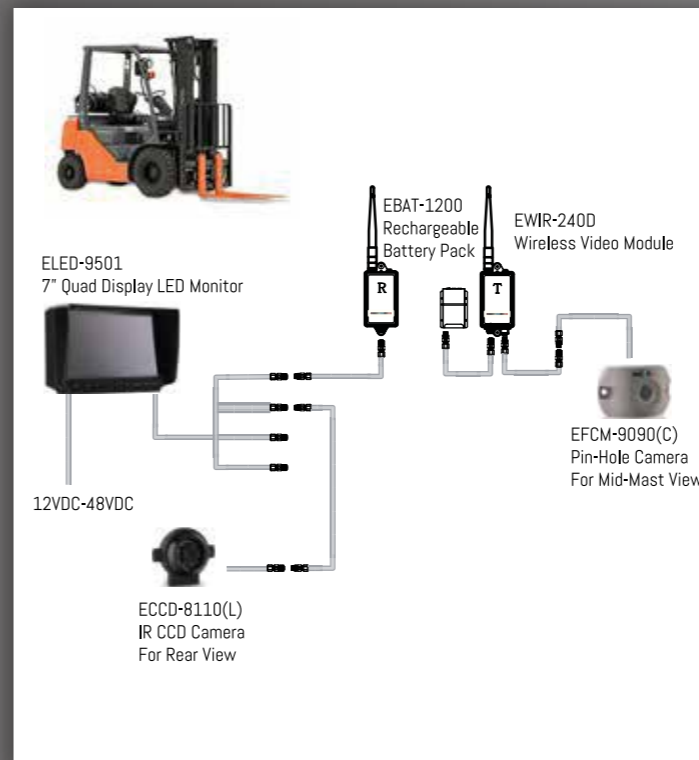 EBAT-1200
Rechargeable
Battery Pack
EWIR-240D
Wireless Video Module
ELED-9501
7" Quad Display LED Monitor
R
T
EFCM-9090(C)
Pin-Hole Camera
For Mid-Mast View
12VDC-48VDC
ECCD-8110(L)
IR CCD Camera
For Rear View